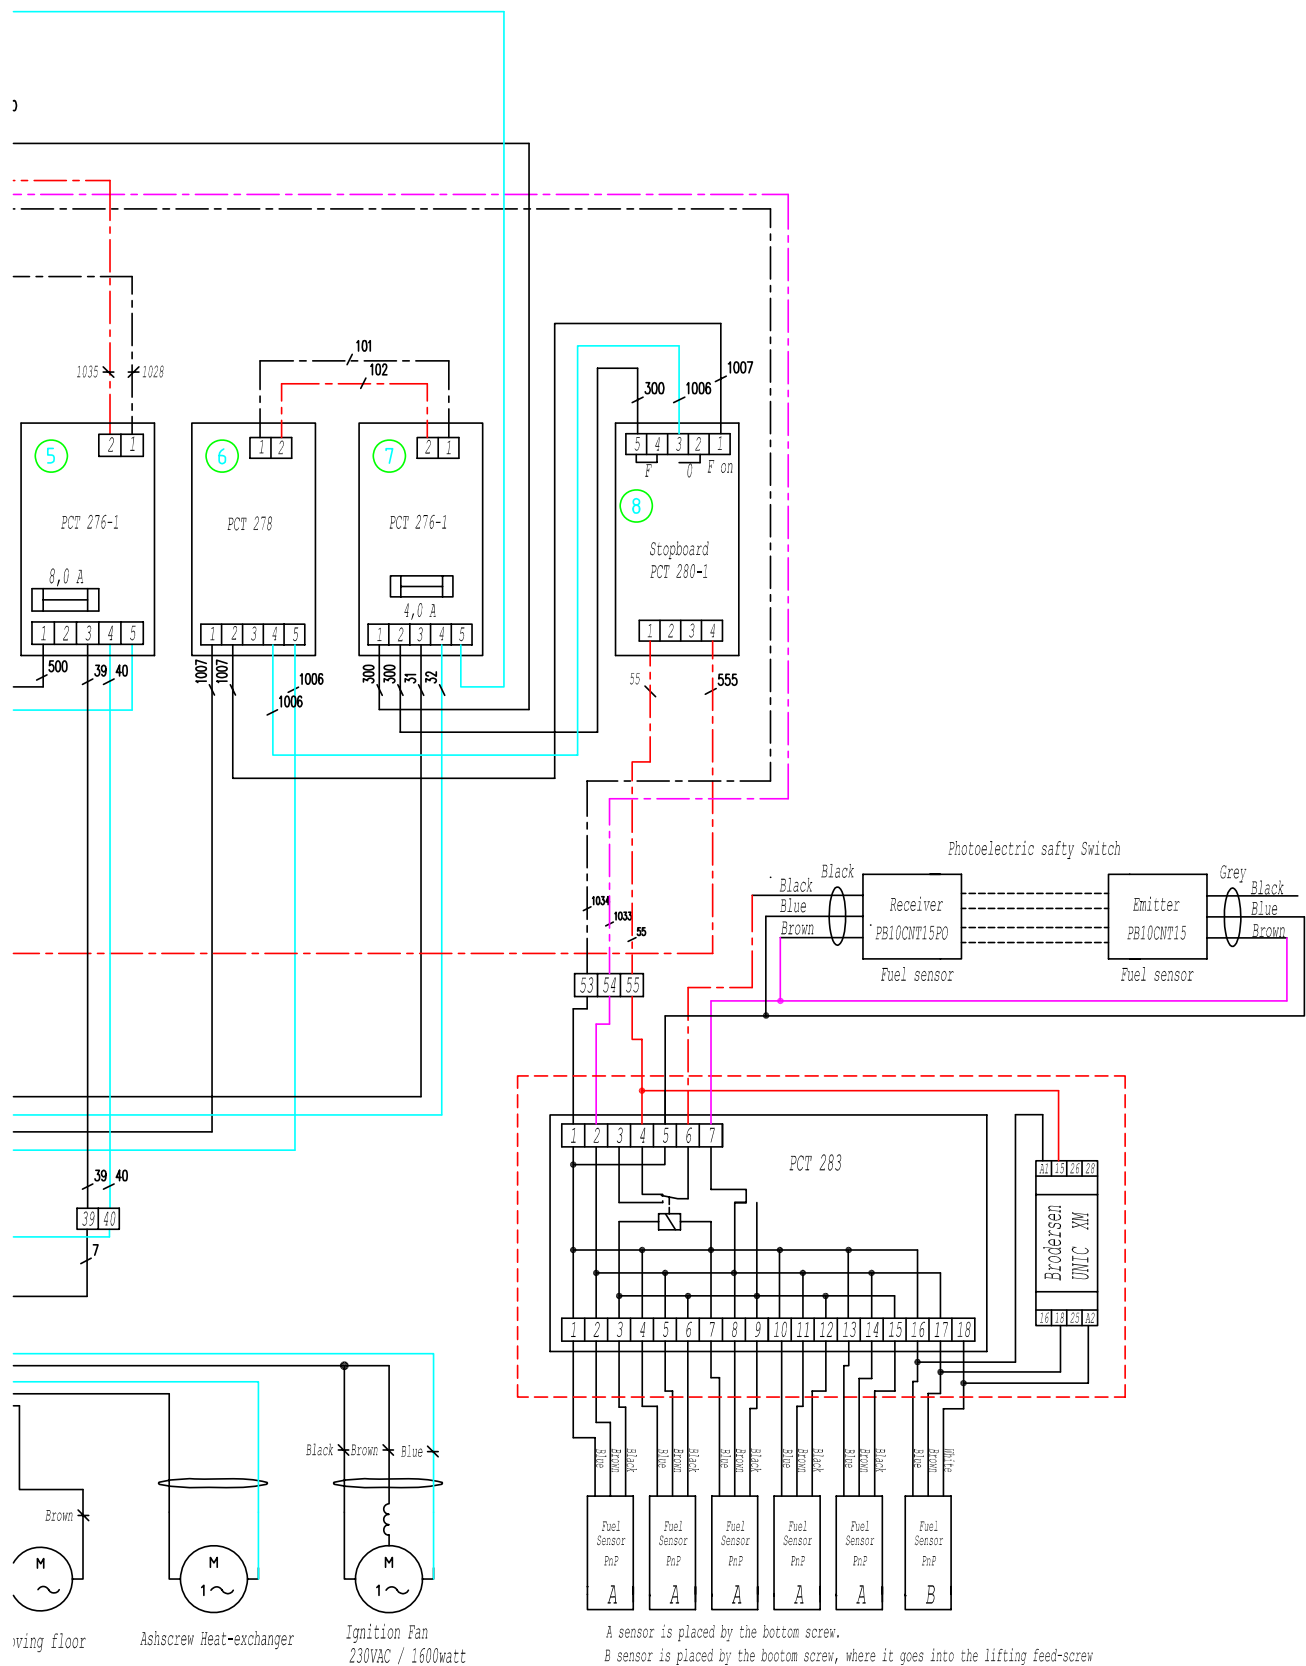 101
102
1007
300
1006
1035
1028
2 1
1 2
2 1
5 4 3 2 1
F
0
F on
5
6
7
8
PCT 276-1
PCT 278
PCT 276-1
Stopboard
PCT 280-1
8,0 A
4,0 A
1 2 3 4 5
1 2 3 4 5
1 2 3 4 5
1 2 3 4
500
39
40
1007
1007
1006
1006
300
300
31
32
55
555
Photoelectric safty Switch
Black
Black
Blue
Brown
Receiver
PB10CNT15PO
Fuel sensor
Emitter
PB10CNT15
Fuel sensor
Grey
Black
Blue
Brown
1034
1033
55
53 54 55
1 2 3 4 5 6 7
PCT 283
A1 15 26 28
Brodersen
UNIC XM
16 18 25 A2
39
40
39 40
7
1 2 3 4 5 6 7 8 9 10 11 12 13 14 15 16 17 18
Black
Brown
Blue
Brown
Blue
Brown
Black
Blue
Brown
Black
Blue
Brown
Black
Blue
Brown
Black
Blue
Brown
Black
Blue
Brown
White
Fuel
Sensor
PnP
A
Fuel
Sensor
PnP
A
Fuel
Sensor
PnP
A
Fuel
Sensor
PnP
A
Fuel
Sensor
PnP
A
Fuel
Sensor
PnP
B
M
M
1
M
1
oving floor
Ashscrew Heat-exchanger
Ignition Fan
230VAC / 1600watt
A sensor is placed by the bottom screw.
B sensor is placed by the bootom screw, where it goes into the lifting feed-screw